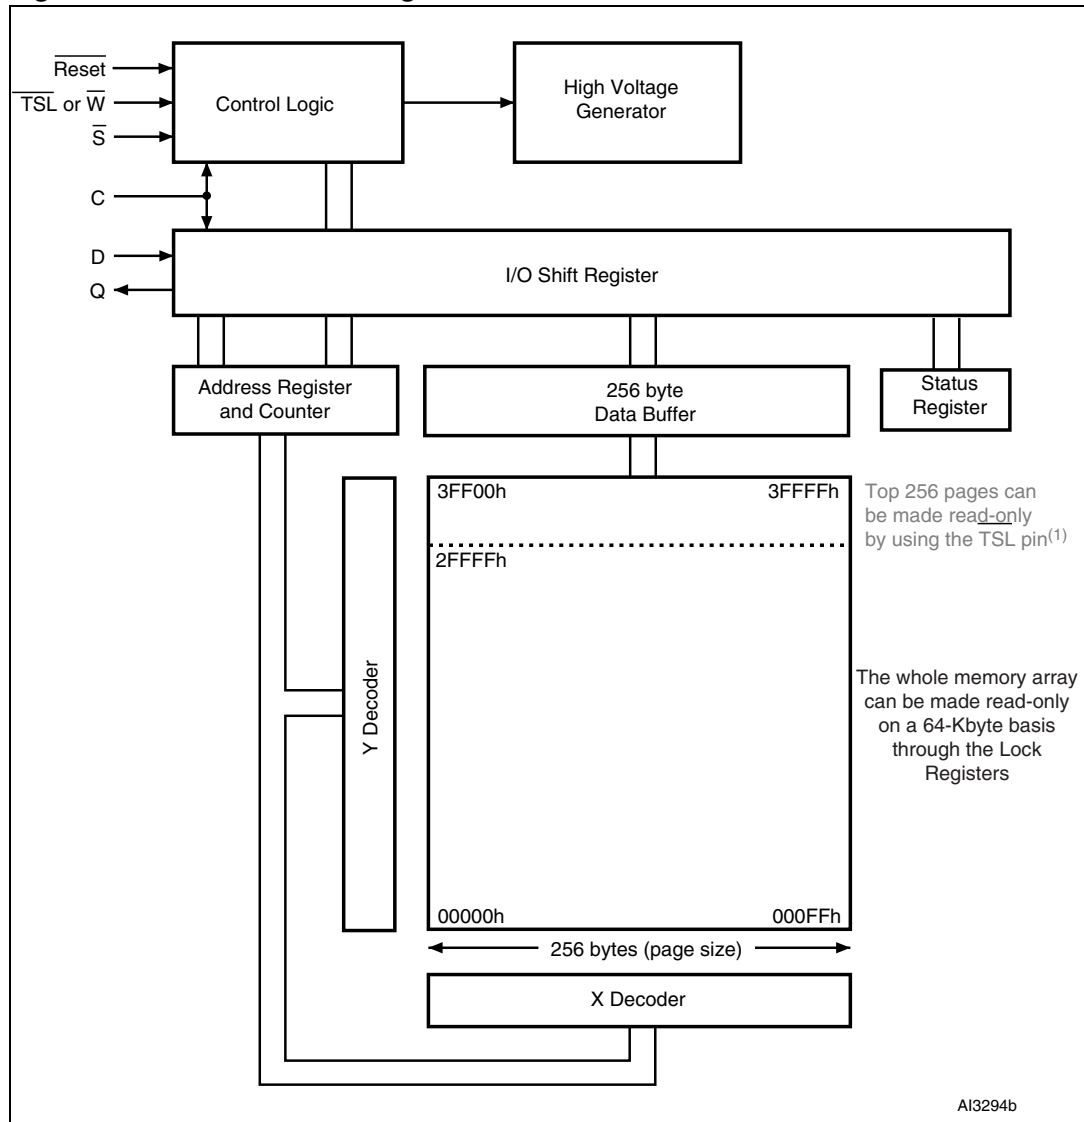 Reset
TSL or W
S
C
D
Q
Control Logic
High Voltage
Generator
I/O Shift Register
Address Register
and Counter
256 byte
Data Buffer
Status
Register
Y Decoder
3FF00h
3FFFFh
2FFFFh
00000h
000FFh
Top 256 pages can
be made read-only
by using the TSL pin(1)
The whole memory array
can be made read-only
on a 64-Kbyte basis
through the Lock
Registers
256 bytes (page size)
X Decoder
AI3294b